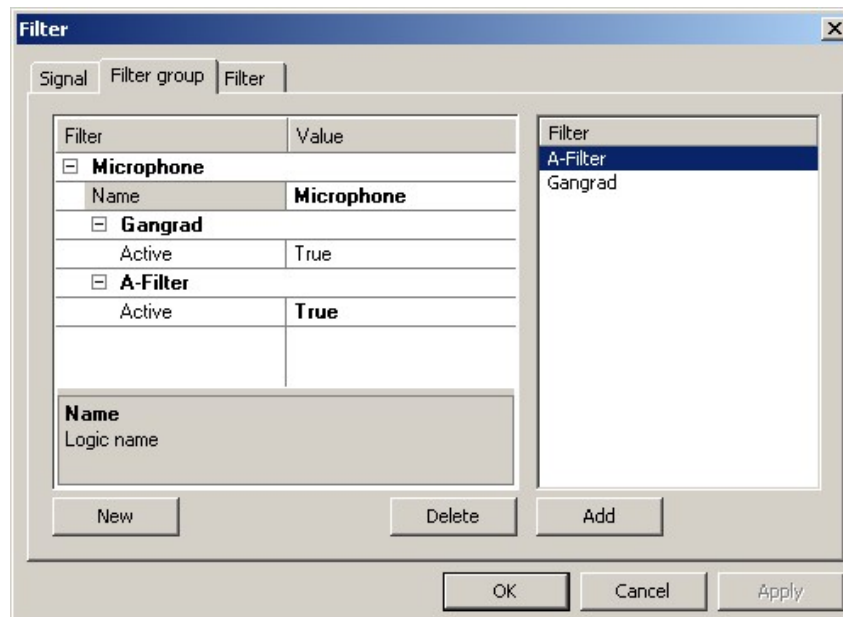 Filter
Signal Filter group Filter
Filter Value
Microphone
Name Microphone
Gangrad
Active True
A-Filter
Active True
Name
Logic name
New Delete
Filter
A-Filter
Gangrad
Add
OK Cancel Apply